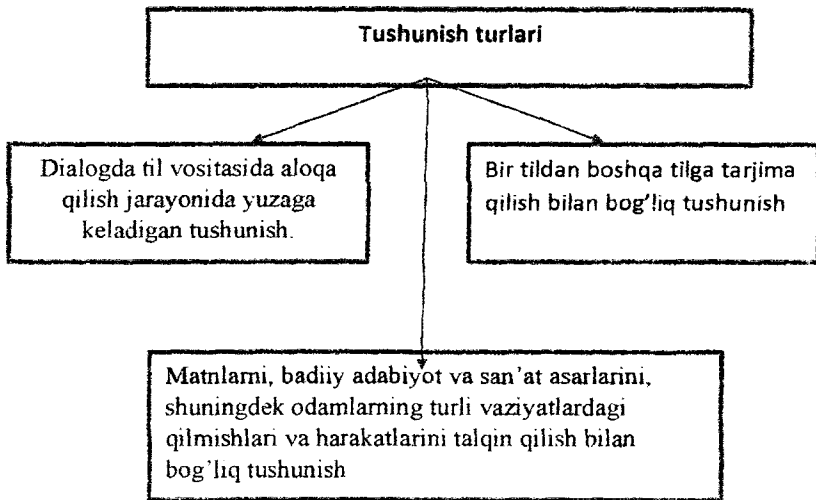 Tushunish turlari
Dialogda til vositasida aloqa
qilish jarayonida yuzaga
keladigan tushunish.
Bir tildan boshqa tilga tarjima
qilish bilan bog'liq tushunish
Matnlarni, badiiy adabiyot va san'at asarlarini,
shuningdek odamlarning turli vaziyatlardagi
qilmishlari va harakatlarini talqin qilish bilan
bog'liq tushunish